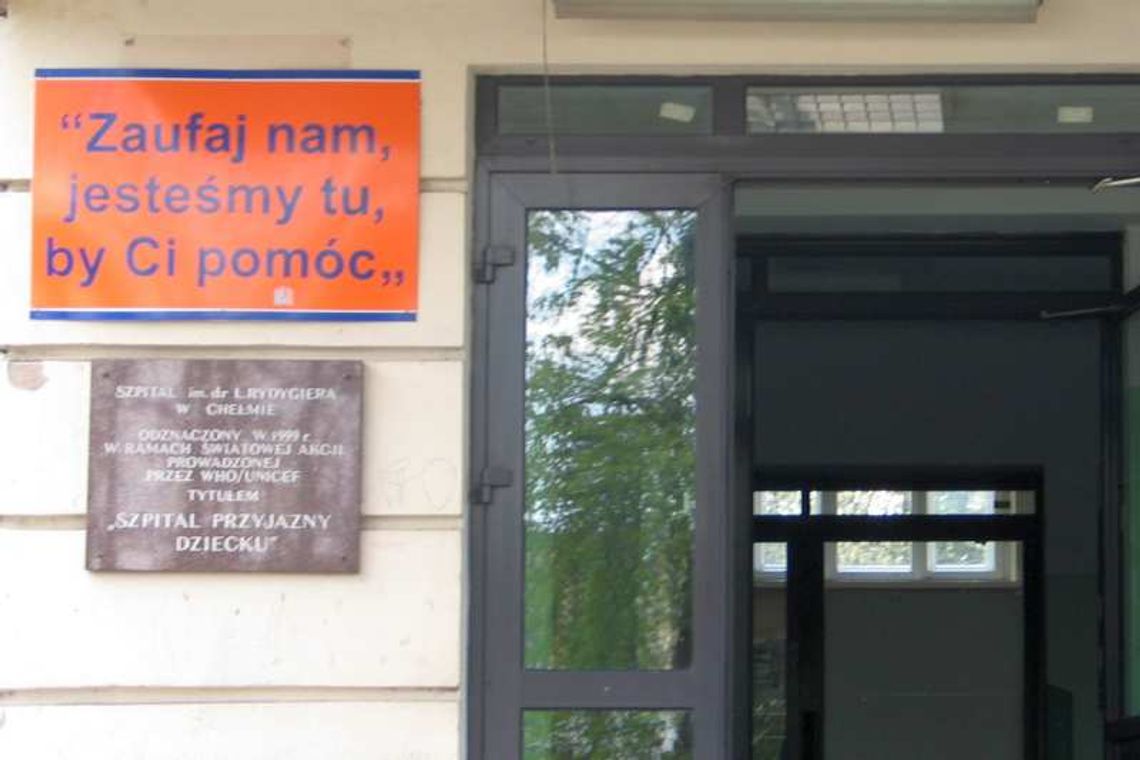 “Zaufaj nam,
jesteśmy tu,
by Ci pomóc„
SZPITAL im. dr L.RYDYGIERA
W CHEŁMIE
ODZNACZONY W 1999 r.
W RAMACH ŚWIATOWEJ AKCJI
PROWADZONEJ
PRZEZ WHO/UNICEF
TYTUŁEM
„SZPITAL PRZYJAZNY
DZIECKU"